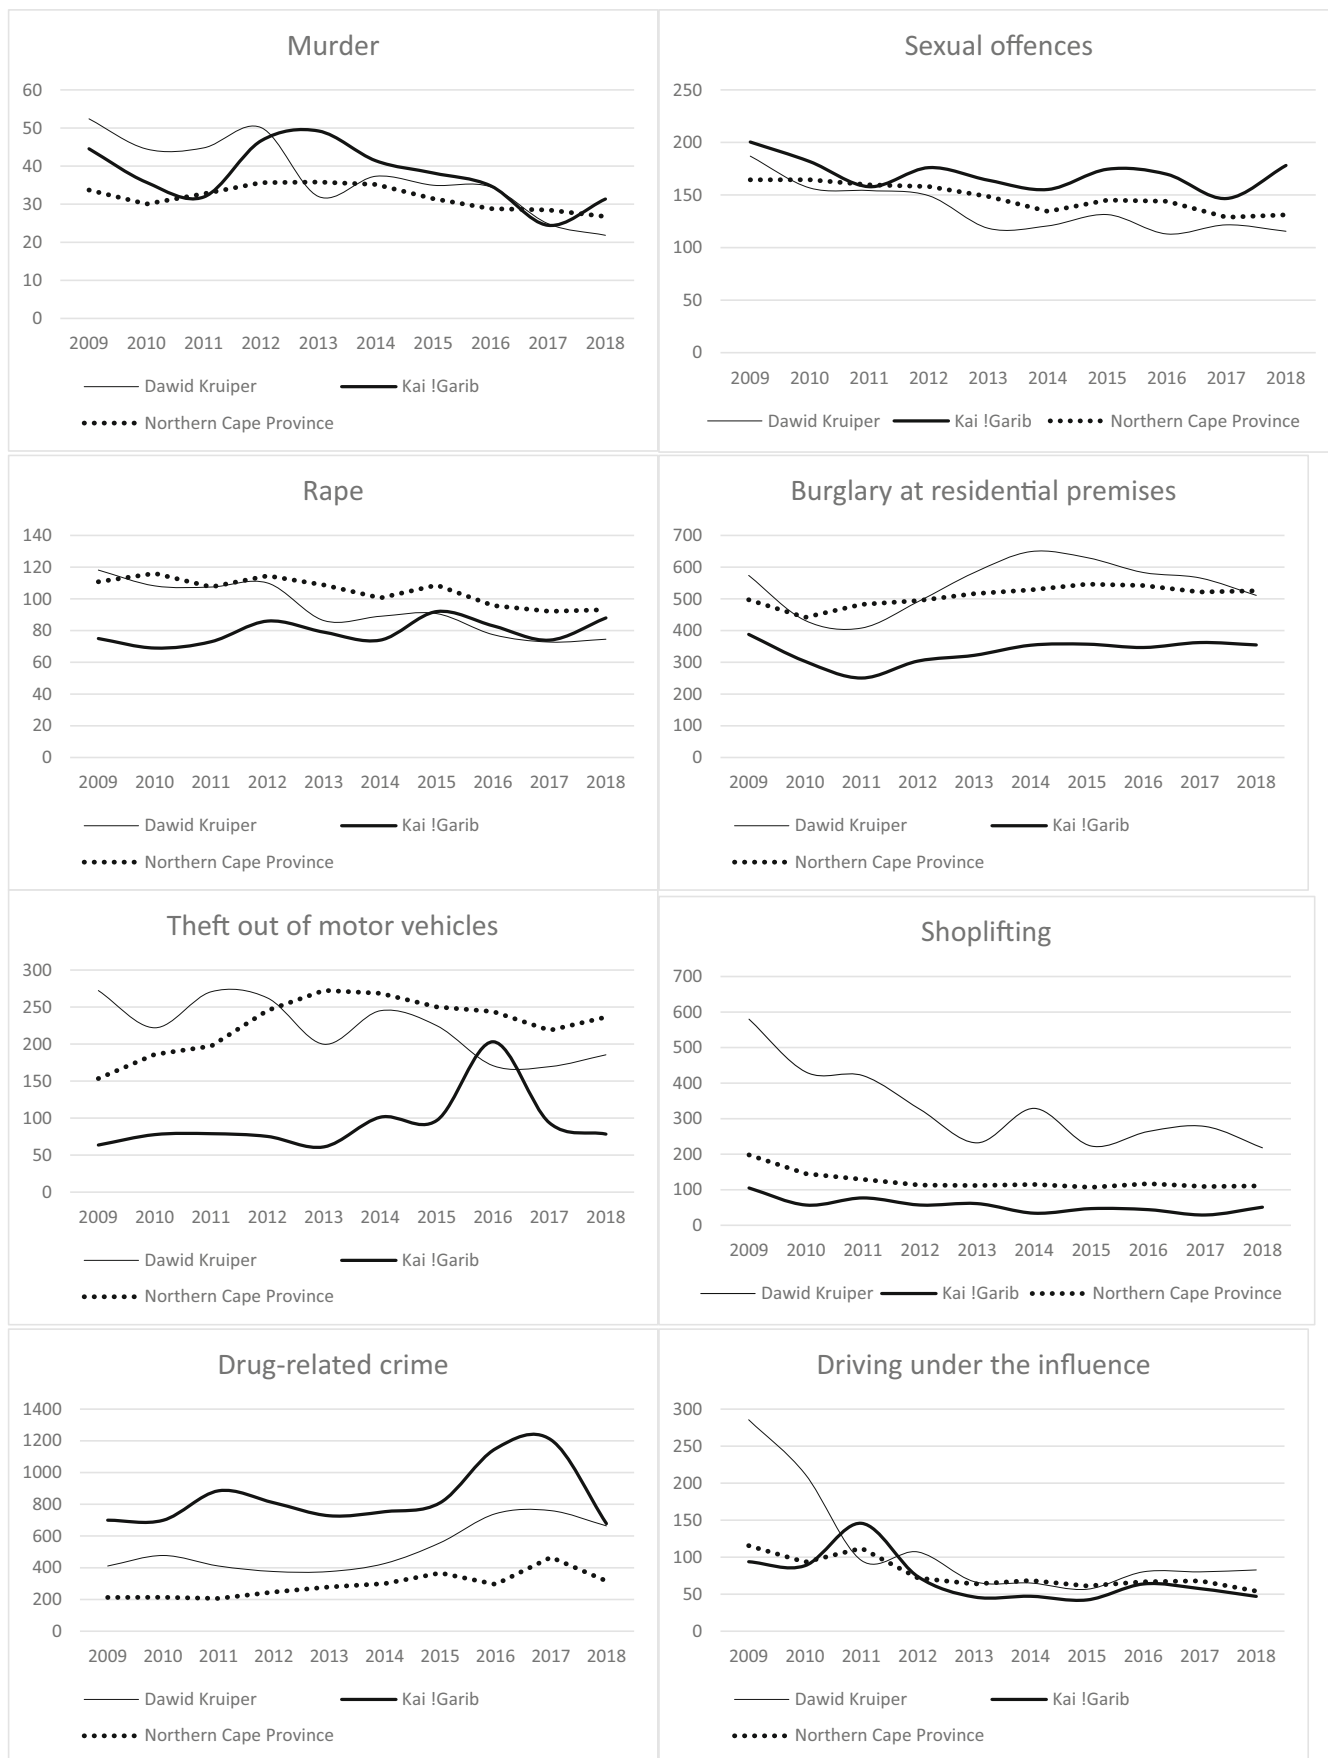 Murder
60
50
40
30
20
10
0
2009 2010 2011 2012 2013 2014 2015 2016 2017 2018
Dawid Kruiper Kai !Garib
Northern Cape Province
Sexual offences
250
200
150
100
50
0
2009 2010 2011 2012 2013 2014 2015 2016 2017 2018
Dawid Kruiper Kai !Garib Northern Cape Province
Rape
140
120
100
80
60
40
20
0
2009 2010 2011 2012 2013 2014 2015 2016 2017 2018
Dawid Kruiper Kai !Garib
Northern Cape Province
Burglary at residential premises
700
600
500
400
300
200
100
0
2009 2010 2011 2012 2013 2014 2015 2016 2017 2018
Dawid Kruiper Kai !Garib
Northern Cape Province
Theft out of motor vehicles
300
250
200
150
100
50
0
2009 2010 2011 2012 2013 2014 2015 2016 2017 2018
Dawid Kruiper Kai !Garib
Northern Cape Province
Shoplifting
700
600
500
400
300
200
100
0
2009 2010 2011 2012 2013 2014 2015 2016 2017 2018
Dawid Kruiper Kai !Garib Northern Cape Province
Drug-related crime
1400
1200
1000
800
600
400
200
0
2009 2010 2011 2012 2013 2014 2015 2016 2017 2018
Dawid Kruiper Kai !Garib
Northern Cape Province
Driving under the influence
300
250
200
150
100
50
0
2009 2010 2011 2012 2013 2014 2015 2016 2017 2018
Dawid Kruiper Kai !Garib
Northern Cape Province